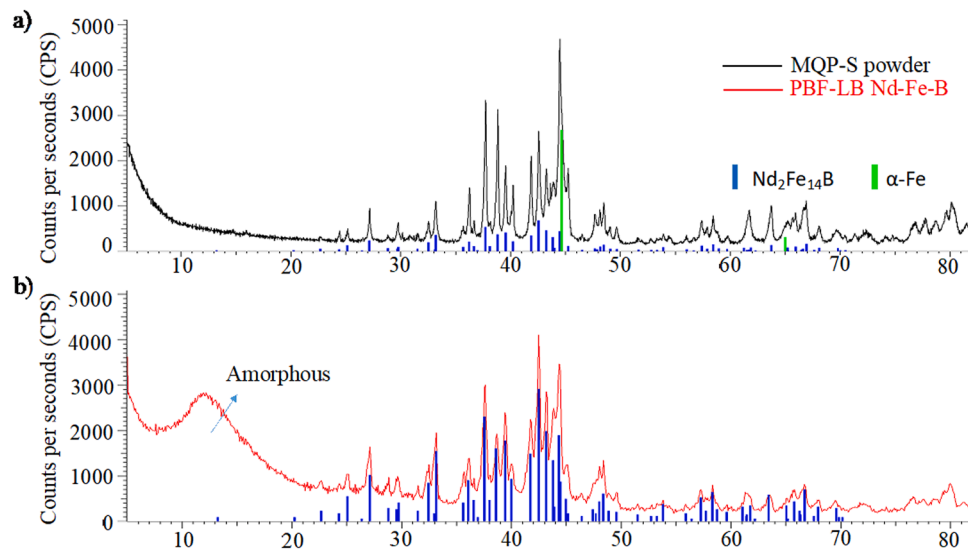 a)
Counts per seconds (CPS)
5000
4000
3000
2000
1000
0
MQP-S powder
PBF-LB Nd-Fe-B
Nd₂Fe₁₄B
α-Fe
10 20 30 40 50 60 70 80
b)
Counts per seconds (CPS)
5000
4000
3000
2000
1000
0
Amorphous
10 20 30 40 50 60 70 80